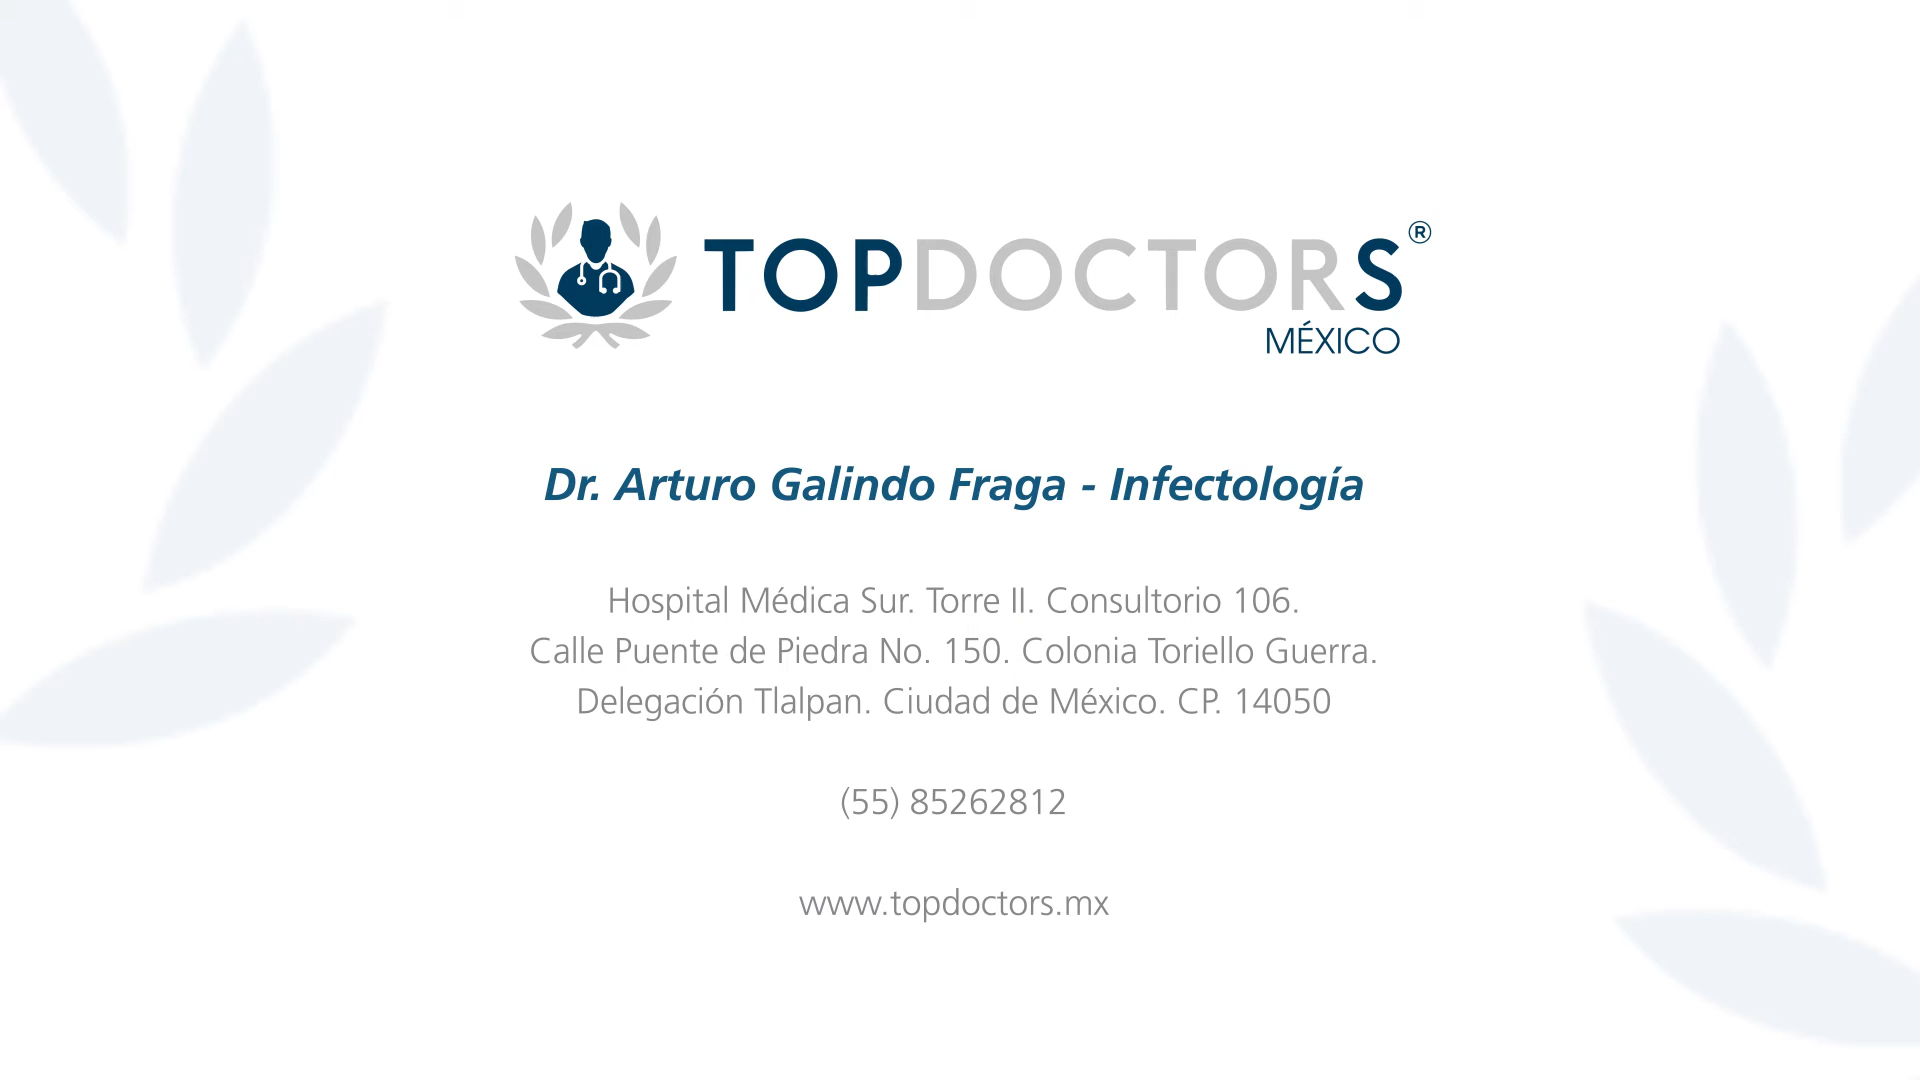 TOPDOCTORS®
MÉXICO
Dr. Arturo Galindo Fraga - Infectología
Hospital Médica Sur. Torre II. Consultorio 106.
Calle Puente de Piedra No. 150. Colonia Toriello Guerra.
Delegación Tlalpan. Ciudad de México. CP. 14050
(55) 85262812
www.topdoctors.mx